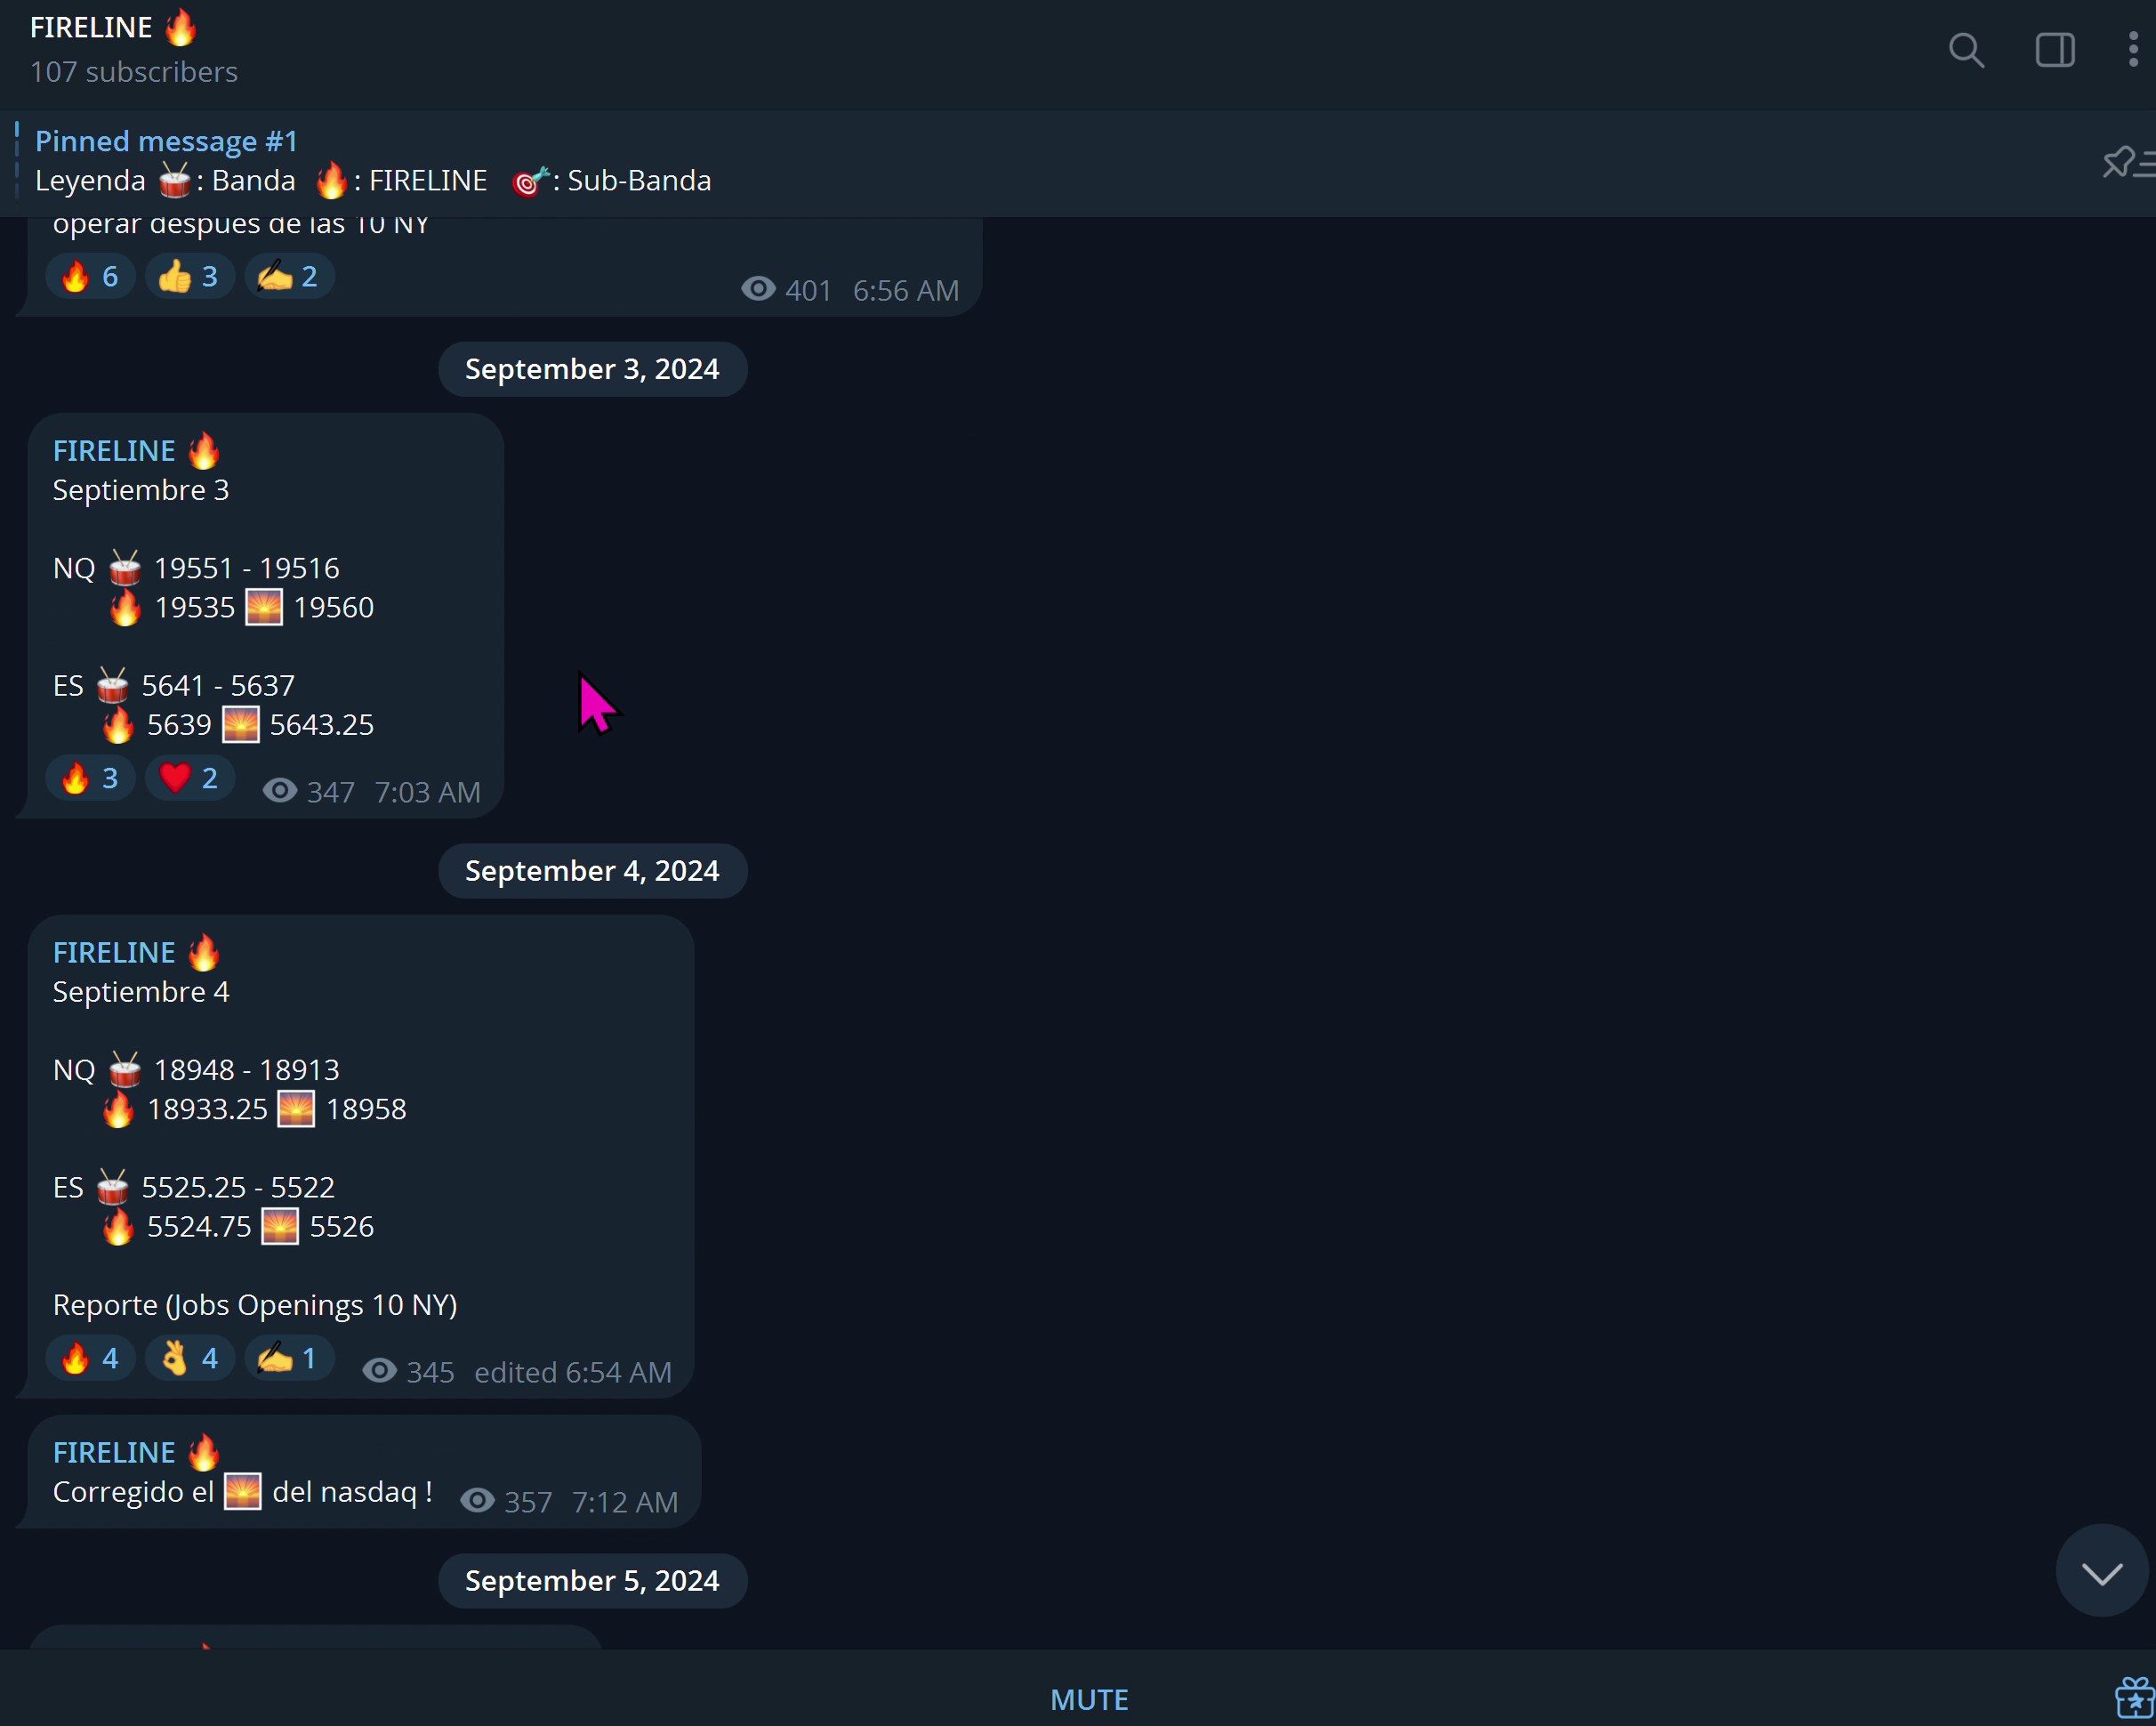 FIRELINE 🔥
107 subscribers
Pinned message #1
Leyenda 🥁: Banda 🔥: FIRELINE 🎯: Sub-Banda
operar despues de las 10 NY
🔥 6 👍 3 ✍ 2 401 6:56 AM
September 3, 2024
FIRELINE 🔥
Septiembre 3
NQ 🥁 19551 - 19516
🔥 19535 🌅 19560
ES 🥁 5641 - 5637
🔥 5639 🌅 5643.25
🔥 3 ❤ 2 347 7:03 AM
September 4, 2024
FIRELINE 🔥
Septiembre 4
NQ 🥁 18948 - 18913
🔥 18933.25 🌅 18958
ES 🥁 5525.25 - 5522
🔥 5524.75 🌅 5526
Reporte (Jobs Openings 10 NY)
🔥 4 👌 4 ✍ 1 345 edited 6:54 AM
FIRELINE 🔥
Corregido el 🌅 del nasdaq ! 357 7:12 AM
September 5, 2024
MUTE